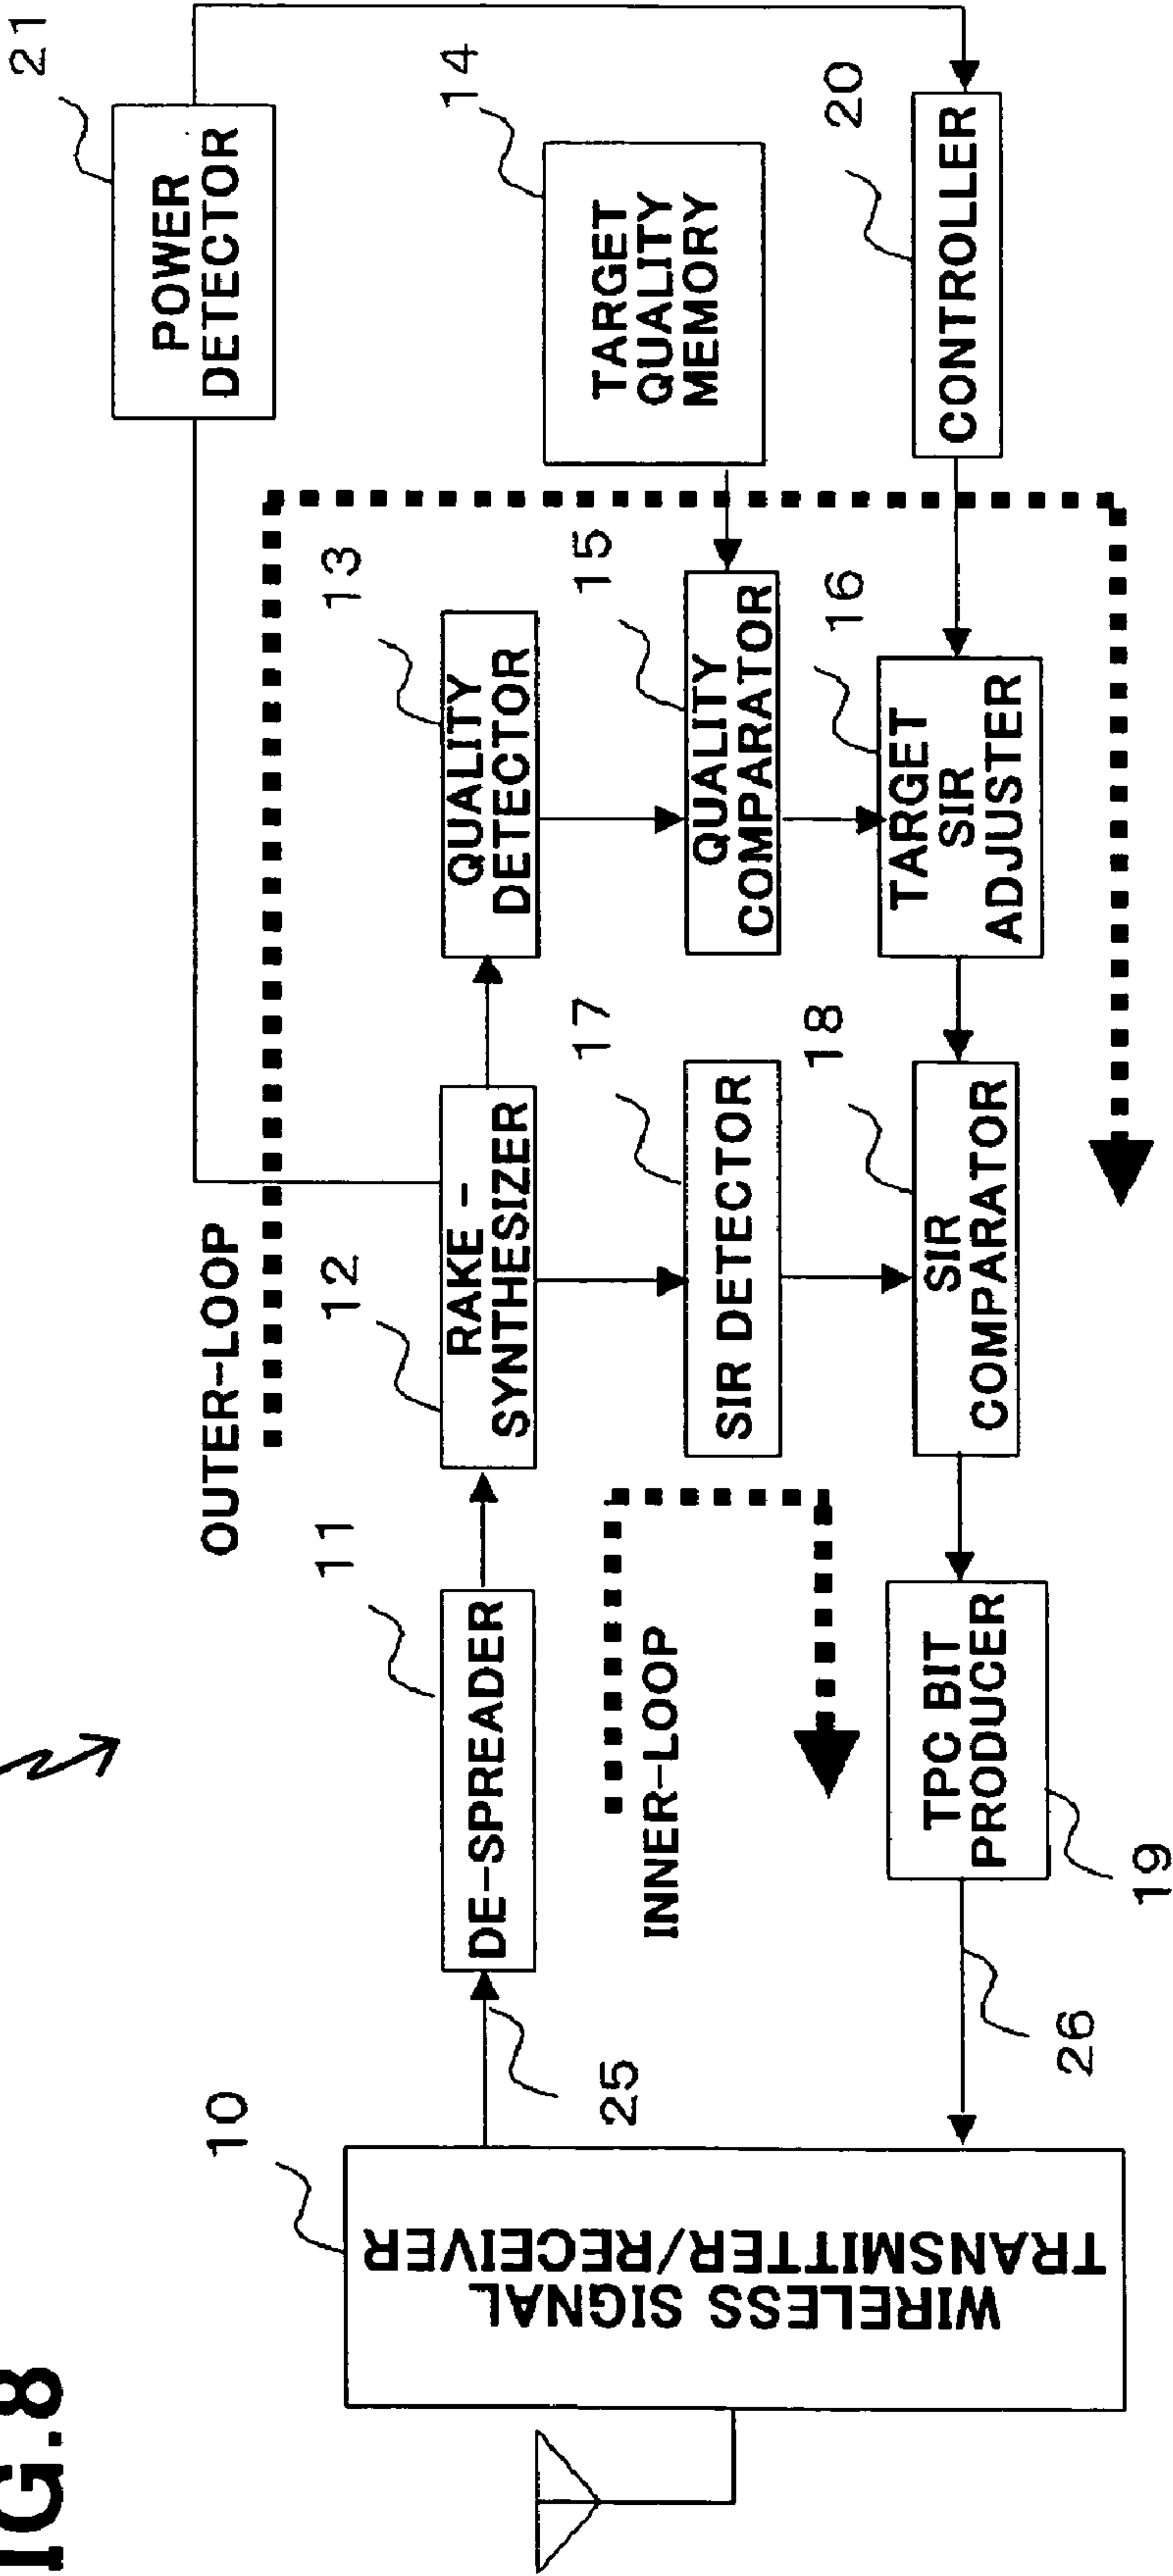 IG.8
OUTER-LOOP
21
POWER
DETECTOR
10
WIRELESS SIGNAL
TRANSMITTER/RECEIVER
25
11
DE-SPREADER
12
RAKE -
SYNTHESIZER
13
QUALITY
DETECTOR
14
TARGET
QUALITY
MEMORY
INNER-LOOP
17
SIR DETECTOR
15
QUALITY
COMPARATOR
26
TPC BIT
PRODUCER
19
18
SIR
COMPARATOR
16
TARGET
SIR
ADJUSTER
20
CONTROLLER